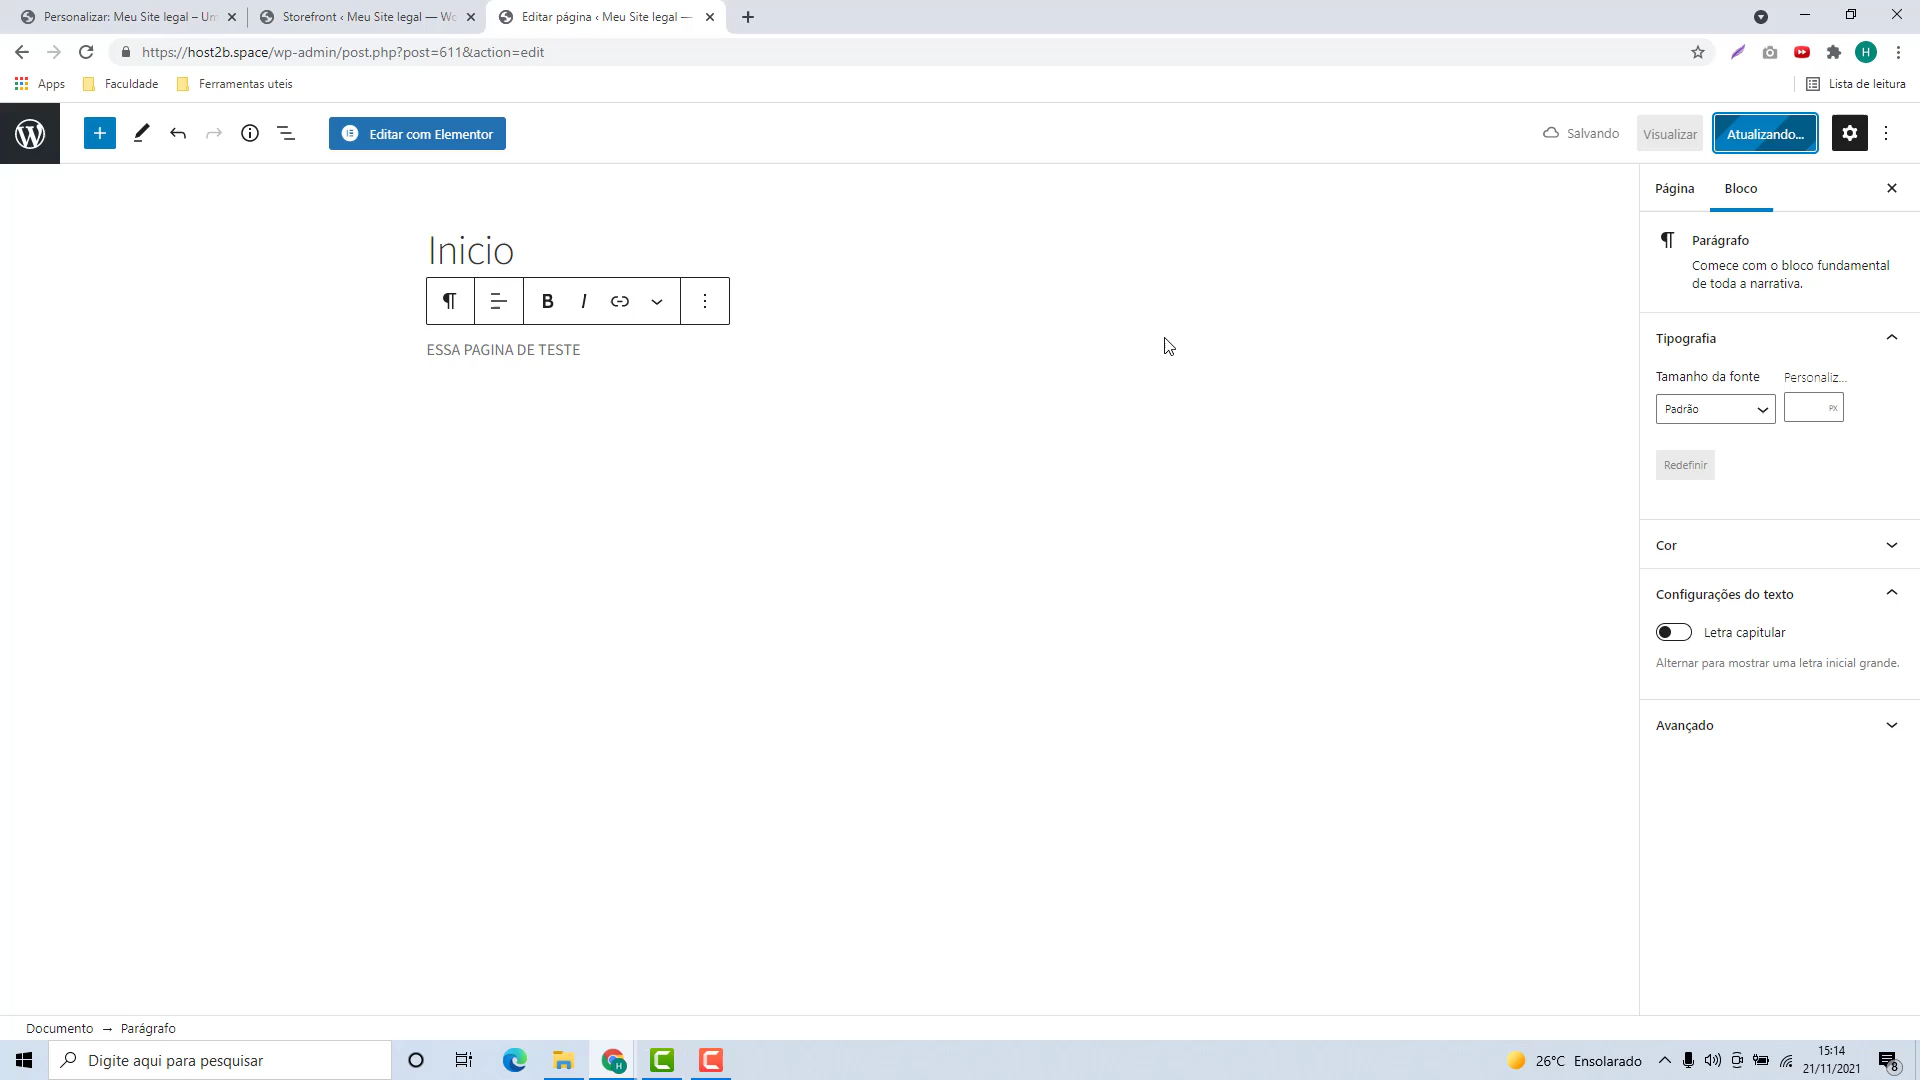 Personalizar: Meu Site legal – Um
Storefront ‹ Meu Site legal — Wo
Editar página ‹ Meu Site legal —
https://host2b.space/wp-admin/post.php?post=611&action=edit
H
Apps
Faculdade
Ferramentas uteis
Lista de leitura
Editar com Elementor
Salvando
Visualizar
Atualizando...
Página
Bloco
Inicio
B I
ESSA PAGINA DE TESTE
Parágrafo
Comece com o bloco fundamental
de toda a narrativa.
Tipografia
Tamanho da fonte
Personaliz...
Padrão
PX
Redefinir
Cor
Configurações do texto
Letra capitular
Alternar para mostrar uma letra inicial grande.
Avançado
Documento → Parágrafo
Digite aqui para pesquisar
26°C Ensolarado
15:14
21/11/2021
8